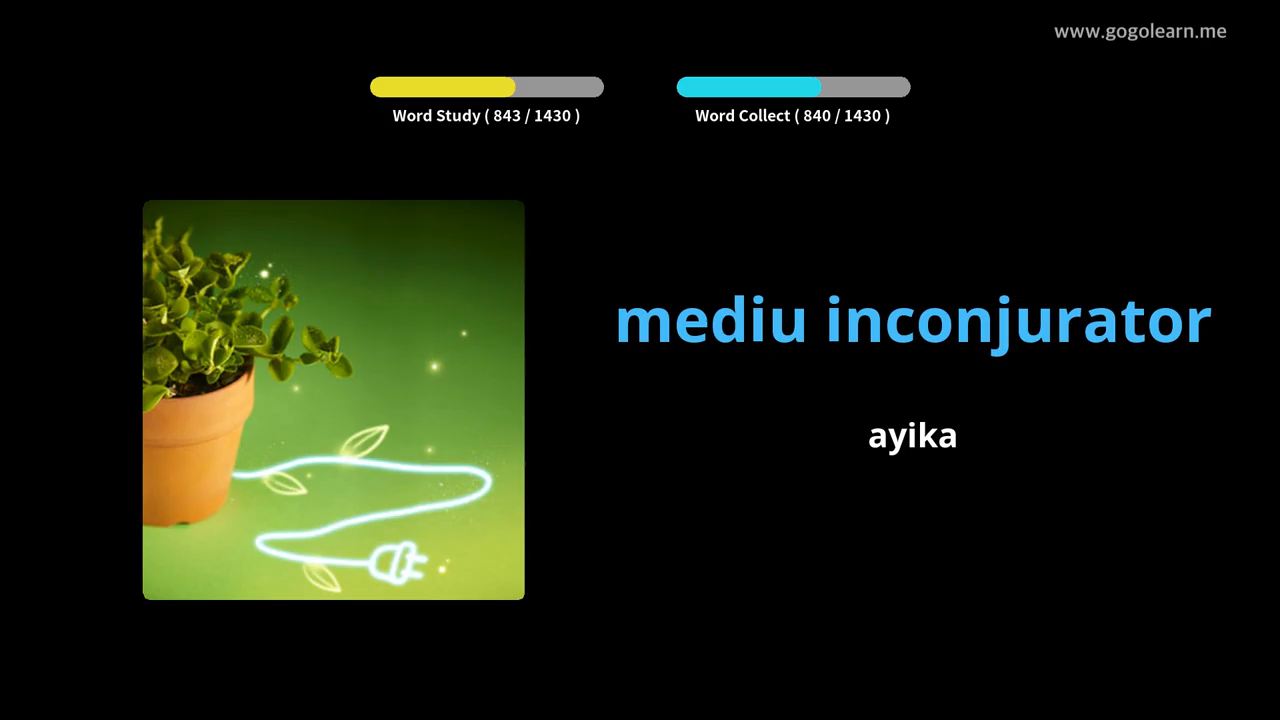 www.gogolearn.me
Word Study ( 843 / 1430 )
Word Collect ( 840 / 1430 )
mediu inconjurator
ayika